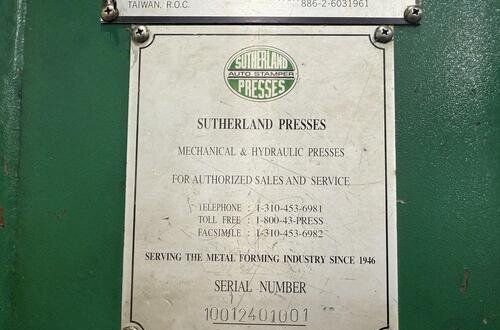 TAIWAN, R.O.C.
886-2-6031961
SUTHERLAND
AUTO STAMPER
PRESSES
SUTHERLAND PRESSES
MECHANICAL & HYDRAULIC PRESSES
FOR AUTHORIZED SALES AND SERVICE
TELEPHONE : 1-310-453-6981
TOLL FREE : 1-800-43-PRESS
FACSIMILE : 1-310-453-6982
SERVING THE METAL FORMING INDUSTRY SINCE 1946
SERIAL NUMBER
10012401001